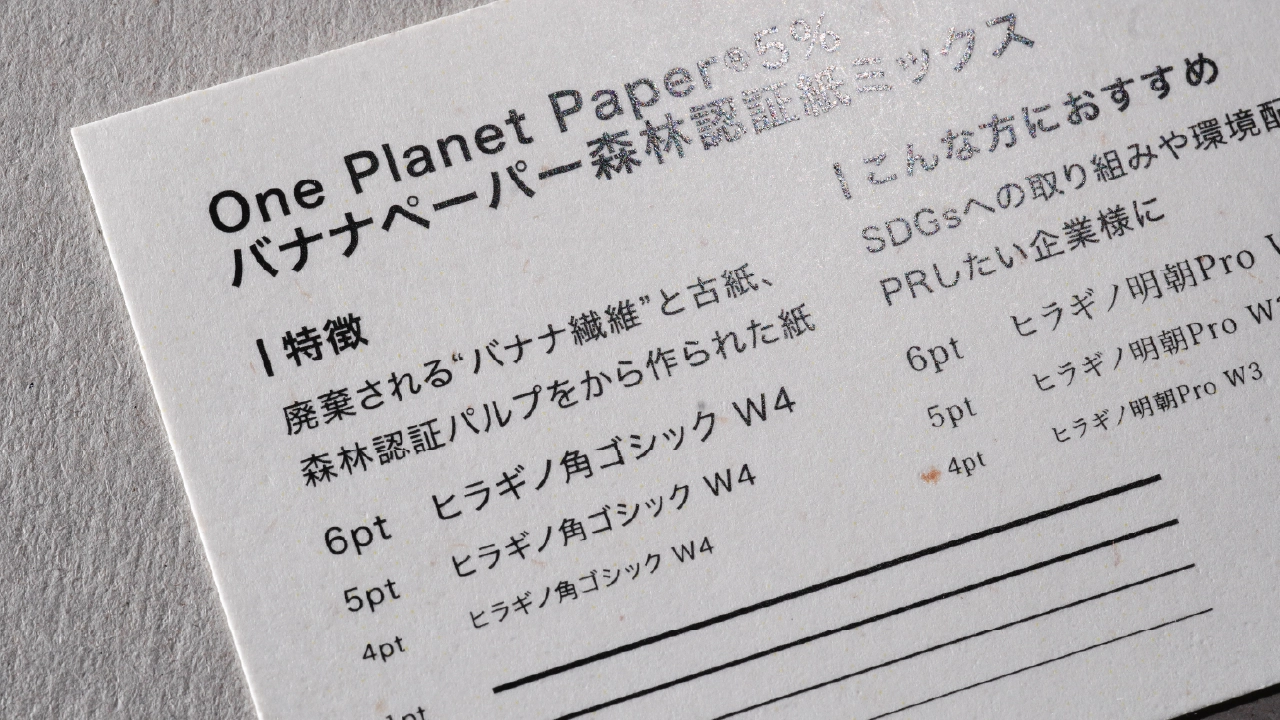 One Planet Paper®5%
バナナペーパー森林認証紙ミックス
特徴
廃棄される“バナナ繊維”と古紙、
森林認証パルプをから作られた紙
こんな方におすすめ
SDGsへの取り組みや環境配
PRしたい企業様に
6pt ヒラギノ角ゴシック W4
5pt ヒラギノ角ゴシック W4
4pt ヒラギノ角ゴシック W4
6pt ヒラギノ明朝Pro
5pt ヒラギノ明朝Pro W
4pt ヒラギノ明朝Pro W3
1pt